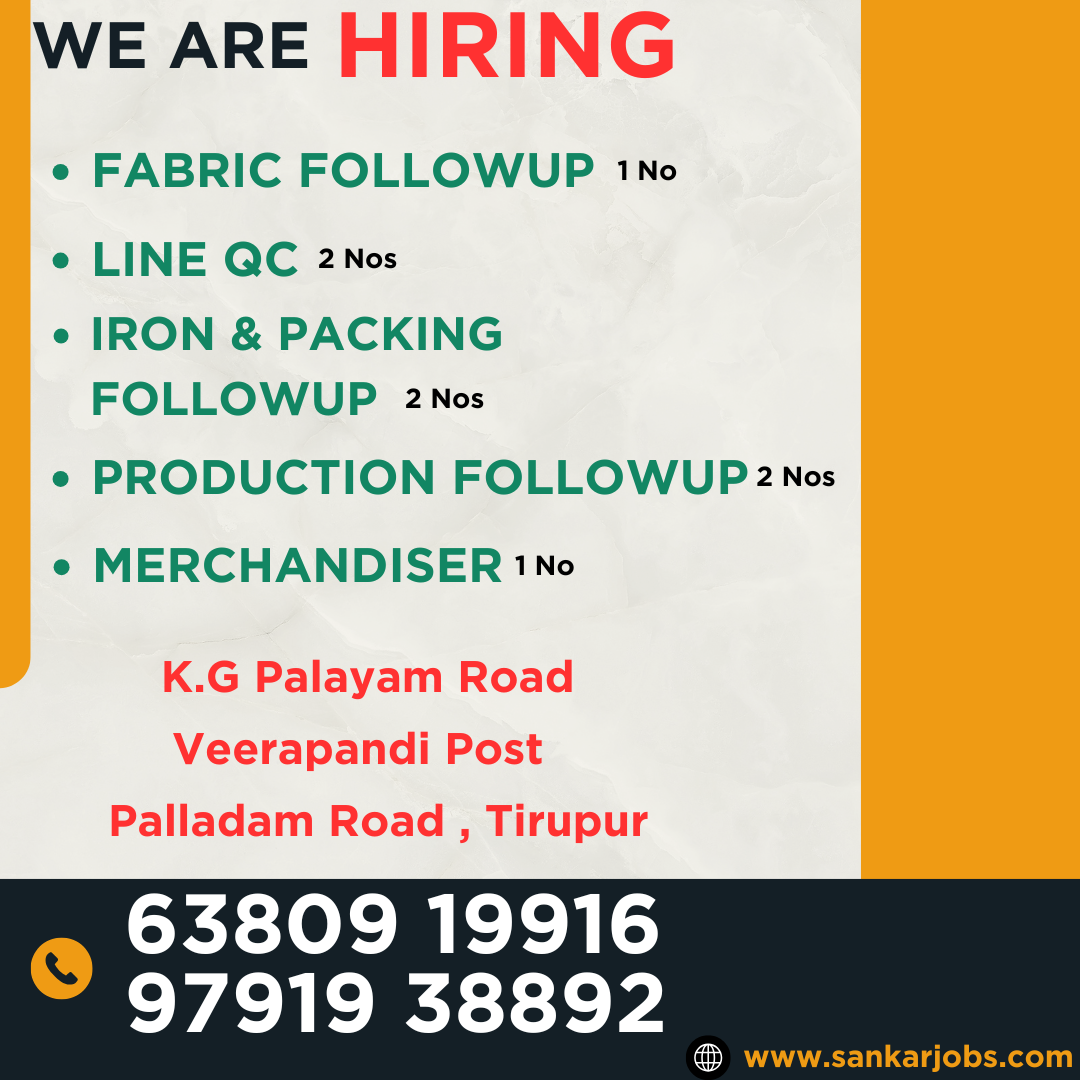 WE ARE HIRING
• FABRIC FOLLOWUP 1 No
• LINE QC 2 Nos
• IRON & PACKING
FOLLOWUP 2 Nos
• PRODUCTION FOLLOWUP 2 Nos
• MERCHANDISER 1 No
K.G Palayam Road
Veerapandi Post
Palladam Road , Tirupur
63809 19916
97919 38892
www.sankarjobs.com